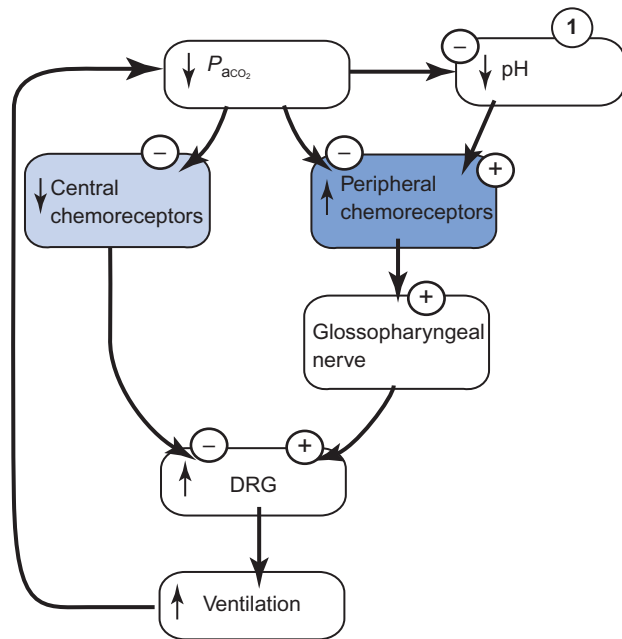 1
−
↓ PaCO₂
↓ pH
−
−
+
↓ Central
chemoreceptors
↑ Peripheral
chemoreceptors
+
Glossopharyngeal
nerve
−
+
↑ DRG
↑ Ventilation